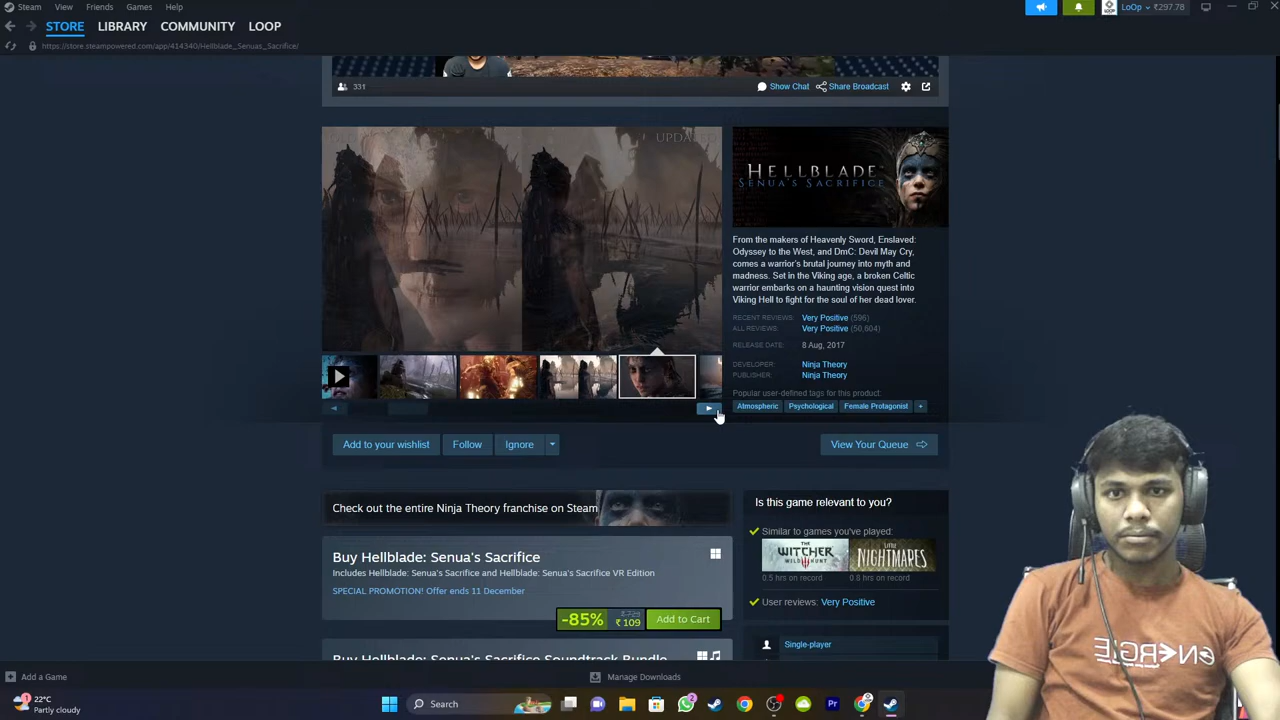 Steam View Friends Games Help
LoOp ₹297.78
STORE LIBRARY COMMUNITY LOOP
https://store.steampowered.com/app/414340/Hellblade_Senuas_Sacrifice/
331
Show Chat Share Broadcast
HELLBLADE
SENUA'S SACRIFICE
From the makers of Heavenly Sword, Enslaved:
Odyssey to the West, and DmC: Devil May Cry,
comes a warrior's brutal journey into myth and
madness. Set in the Viking age, a broken Celtic
warrior embarks on a haunting vision quest into
Viking Hell to fight for the soul of her dead lover.
RECENT REVIEWS: Very Positive (596)
ALL REVIEWS: Very Positive (50,604)
RELEASE DATE: 8 Aug, 2017
DEVELOPER: Ninja Theory
PUBLISHER: Ninja Theory
Popular user-defined tags for this product:
Atmospheric Psychological Female Protagonist +
Add to your wishlist Follow Ignore View Your Queue
Check out the entire Ninja Theory franchise on Steam
Is this game relevant to you?
Similar to games you've played:
THE WITCHER WILD HUNT
LITTLE NIGHTMARES
0.5 hrs on record 0.8 hrs on record
User reviews: Very Positive
Single-player
Buy Hellblade: Senua's Sacrifice
Includes Hellblade: Senua's Sacrifice and Hellblade: Senua's Sacrifice VR Edition
SPECIAL PROMOTION! Offer ends 11 December
-85% ₹ 729 ₹ 109 Add to Cart
Buy Hellblade: Senua's Sacrifice Soundtrack Bundle
Add a Game Manage Downloads
22°C
Partly cloudy
Search